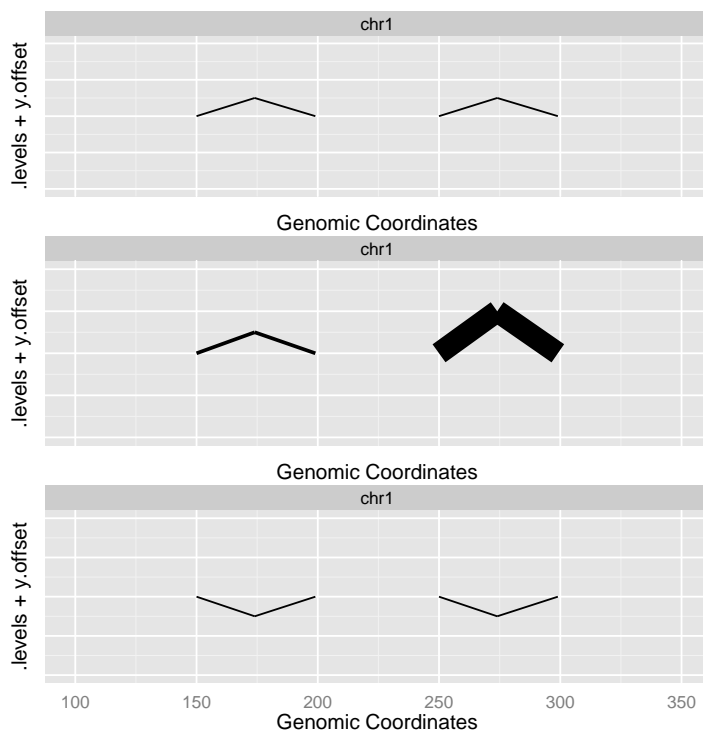 chr1
.levels + y.offset
Genomic Coordinates
chr1
.levels + y.offset
Genomic Coordinates
chr1
.levels + y.offset
100 150 200 250 300 350
Genomic Coordinates